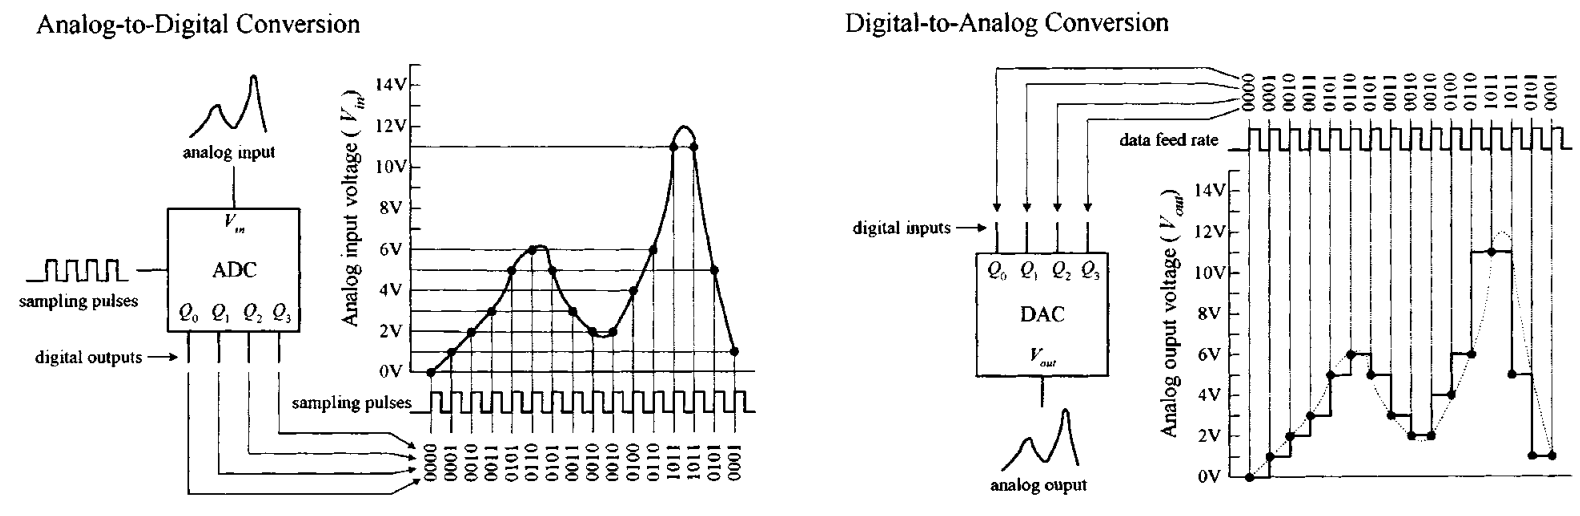 Analog-to-Digital Conversion
analog input
V_in
ADC
sampling pulses
Q0 Q1 Q2 Q3
digital outputs
Analog input voltage ( V_in)
14V
12V
10V
8V
6V
4V
2V
0V
sampling pulses
0000
0001
0010
0011
0101
0110
0101
0011
0010
0010
0100
0110
1011
1011
0101
0001
Digital-to-Analog Conversion
0000
0001
0010
0011
0101
0110
0101
0011
0010
0010
0100
0110
1011
1011
0101
0001
data feed rate
digital inputs
Q0 Q1 Q2 Q3
DAC
V_out
analog ouput
Analog ouput voltage ( V_out)
14V
12V
10V
8V
6V
4V
2V
0V